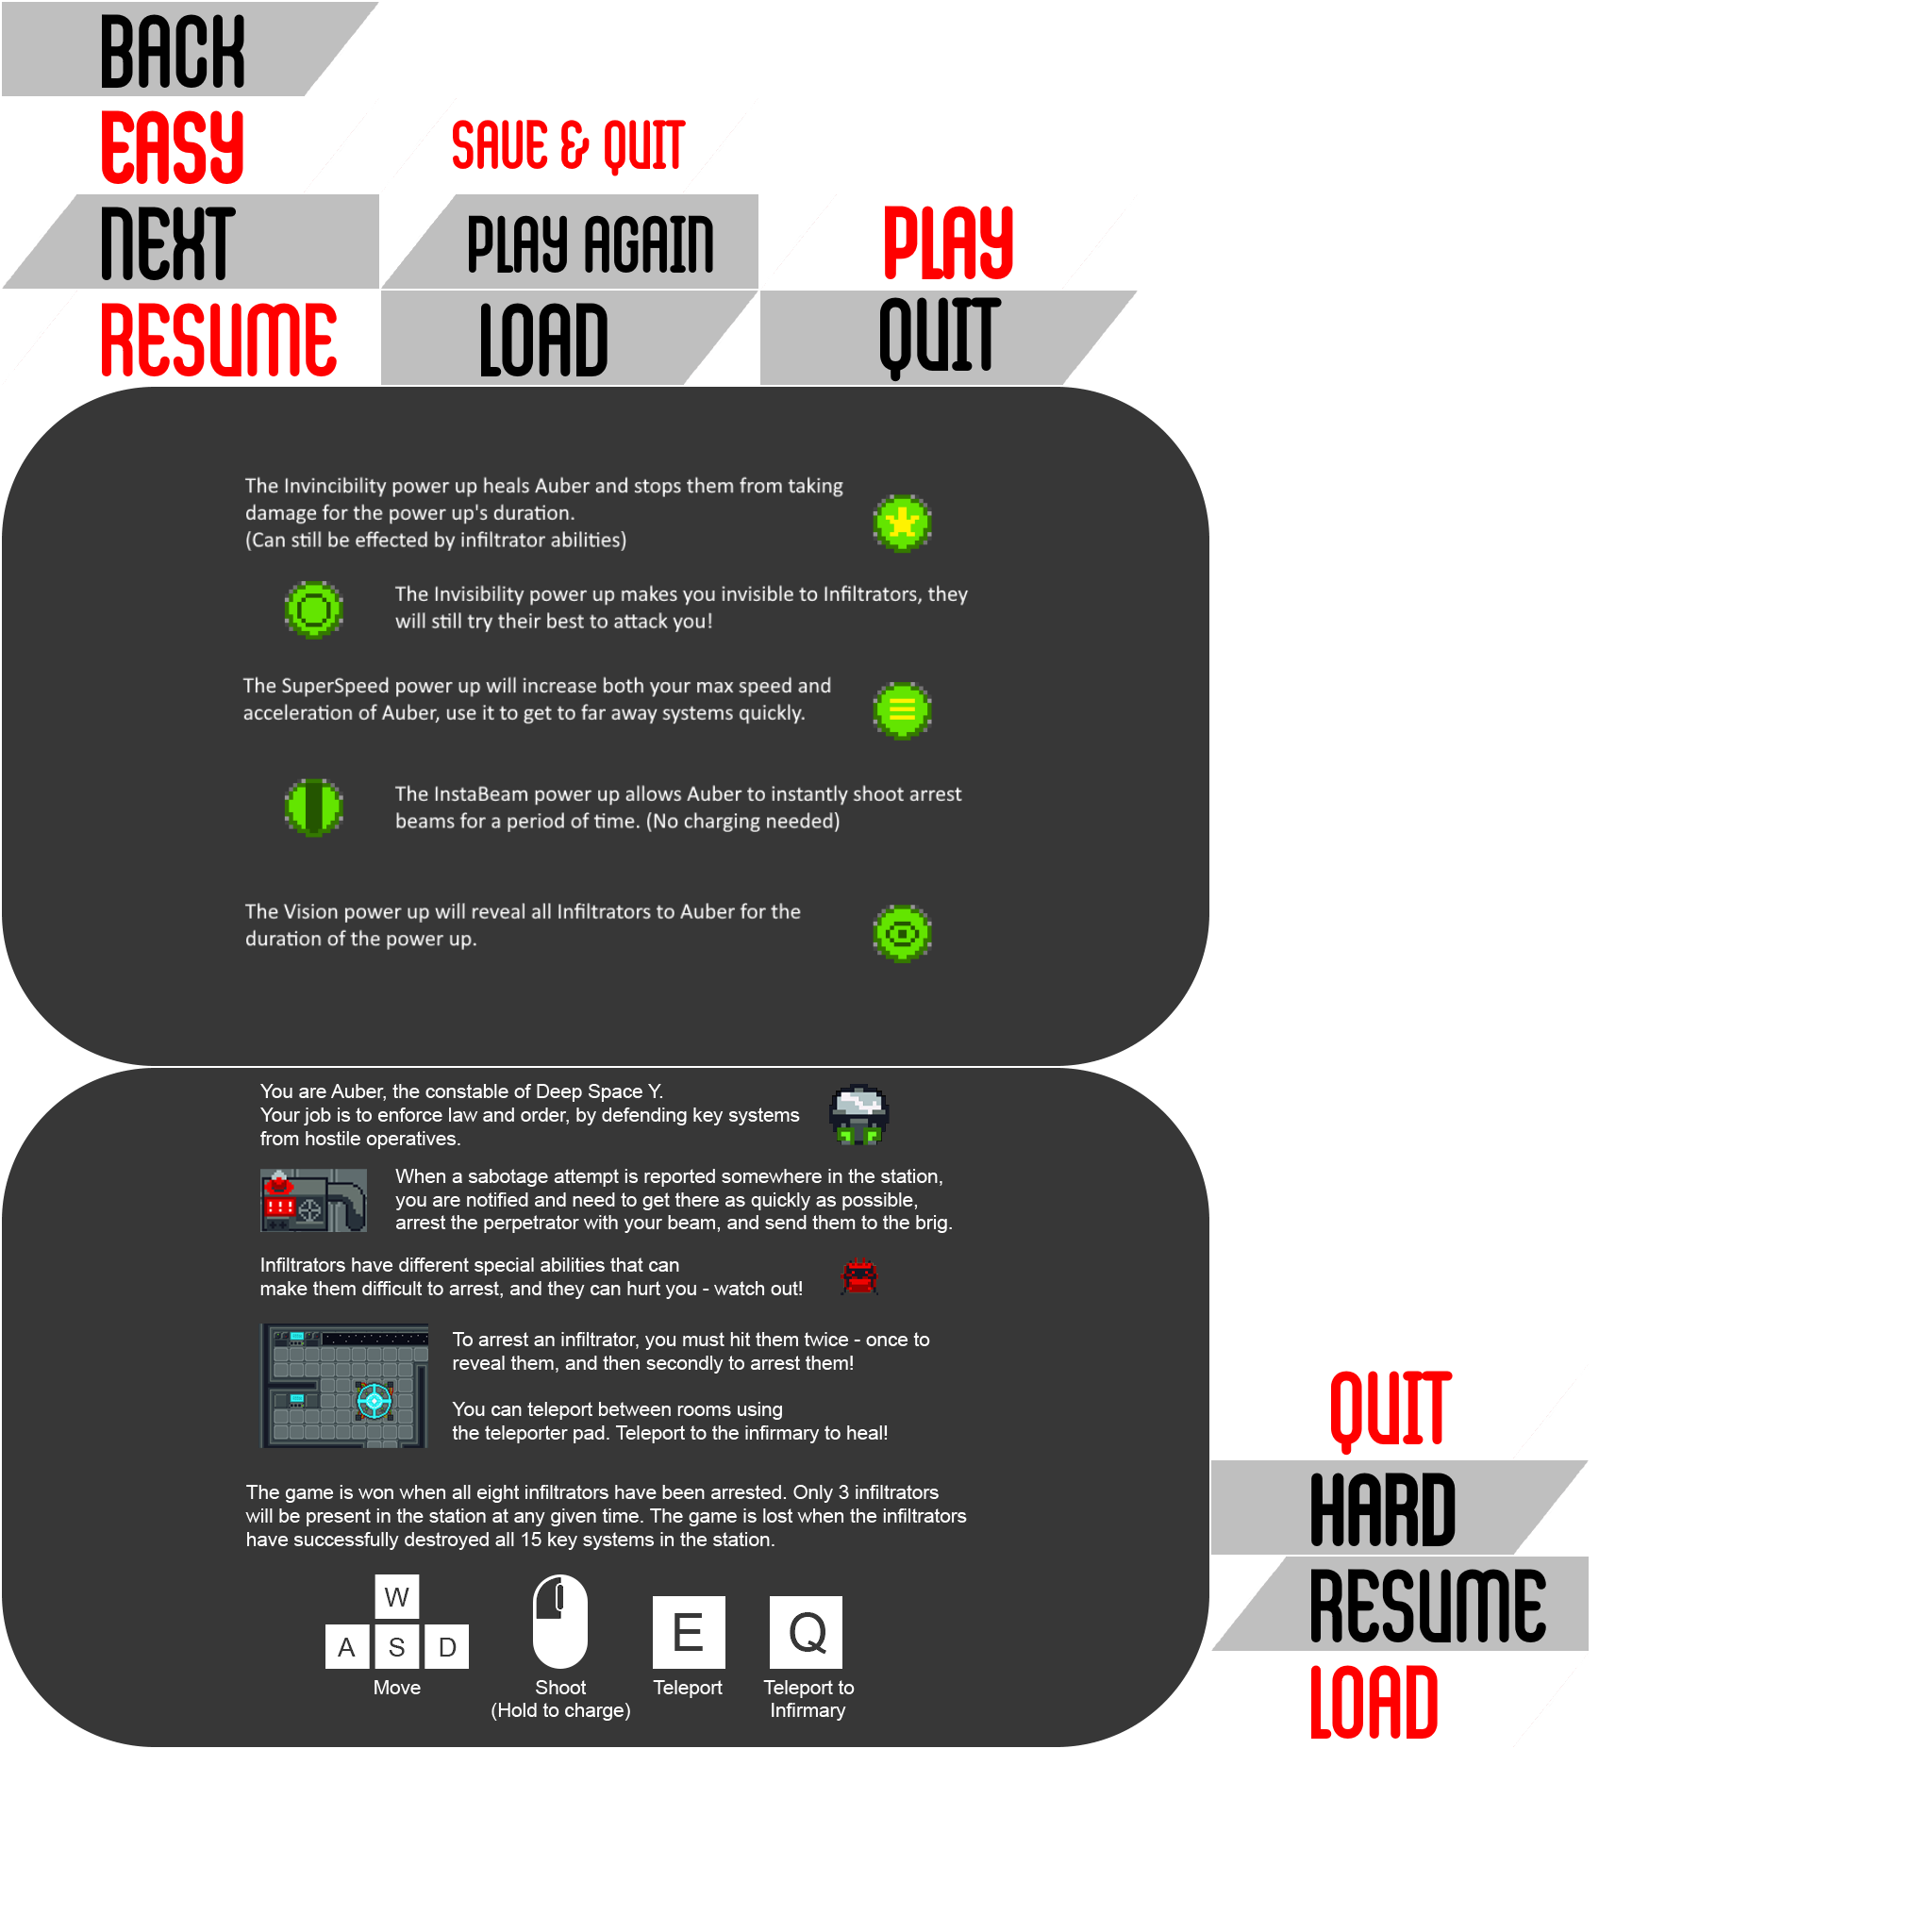 BACK
EASY
SAVE & QUIT
NEXT
PLAY AGAIN
PLAY
RESUME
LOAD
QUIT
The Invincibility power up heals Auber and stops them from taking
damage for the power up's duration.
(Can still be effected by infiltrator abilities)
The Invisibility power up makes you invisible to Infiltrators, they
will still try their best to attack you!
The SuperSpeed power up will increase both your max speed and
acceleration of Auber, use it to get to far away systems quickly.
The InstaBeam power up allows Auber to instantly shoot arrest
beams for a period of time. (No charging needed)
The Vision power up will reveal all Infiltrators to Auber for the
duration of the power up.
You are Auber, the constable of Deep Space Y.
Your job is to enforce law and order, by defending key systems
from hostile operatives.
When a sabotage attempt is reported somewhere in the station,
you are notified and need to get there as quickly as possible,
arrest the perpetrator with your beam, and send them to the brig.
Infiltrators have different special abilities that can
make them difficult to arrest, and they can hurt you - watch out!
To arrest an infiltrator, you must hit them twice - once to
reveal them, and then secondly to arrest them!
You can teleport between rooms using
the teleporter pad. Teleport to the infirmary to heal!
The game is won when all eight infiltrators have been arrested. Only 3 infiltrators
will be present in the station at any given time. The game is lost when the infiltrators
have successfully destroyed all 15 key systems in the station.
W
A S D
Move
Shoot
(Hold to charge)
E
Teleport
Q
Teleport to
Infirmary
QUIT
HARD
RESUME
LOAD